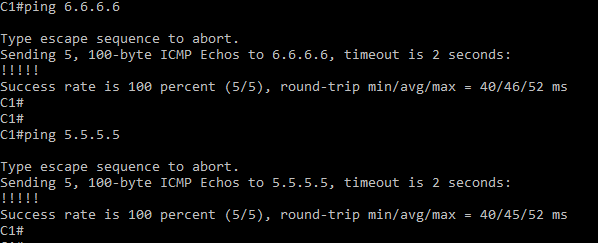 C1#ping 6.6.6.6
Type escape sequence to abort.
Sending 5, 100-byte ICMP Echos to 6.6.6.6, timeout is 2 seconds:
!!!!!
Success rate is 100 percent (5/5), round-trip min/avg/max = 40/46/52 ms
C1#
C1#
C1#ping 5.5.5.5
Type escape sequence to abort.
Sending 5, 100-byte ICMP Echos to 5.5.5.5, timeout is 2 seconds:
!!!!!
Success rate is 100 percent (5/5), round-trip min/avg/max = 40/45/52 ms
C1#
C1#